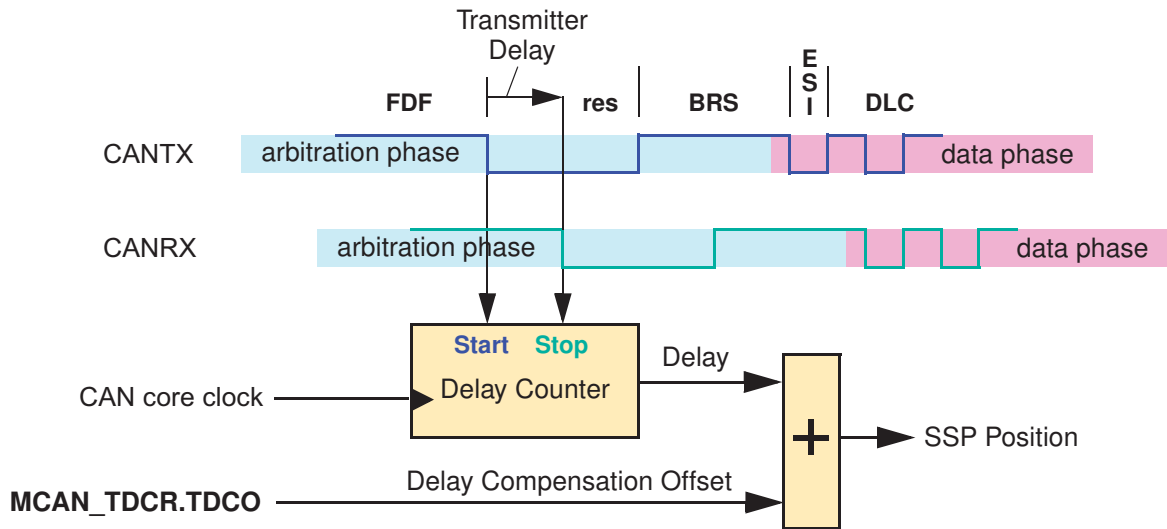 Transmitter
Delay
FDF
res
BRS
ESI
DLC
CANTX
arbitration phase
data phase
CANRX
arbitration phase
data phase
Start
Stop
Delay Counter
CAN core clock
Delay
+
SSP Position
MCAN_TDCR.TDCO
Delay Compensation Offset